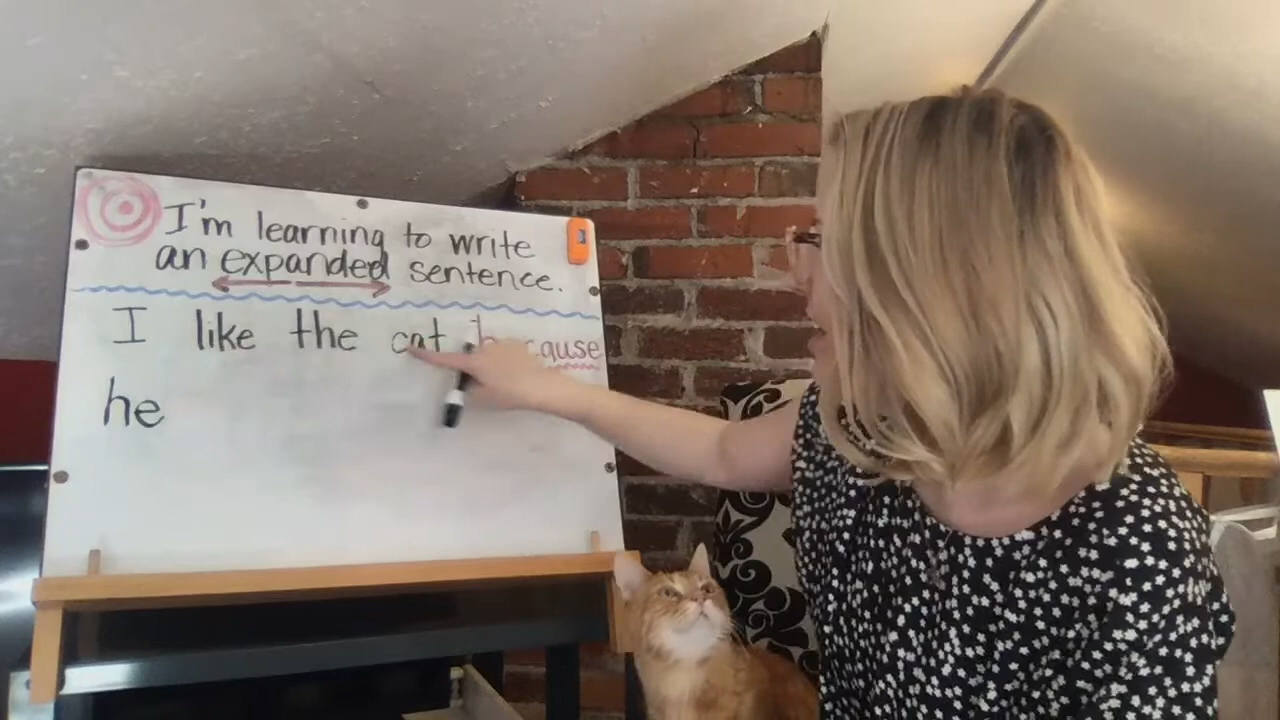 I'm learning to write
an expanded sentence.
I like the cat because
he